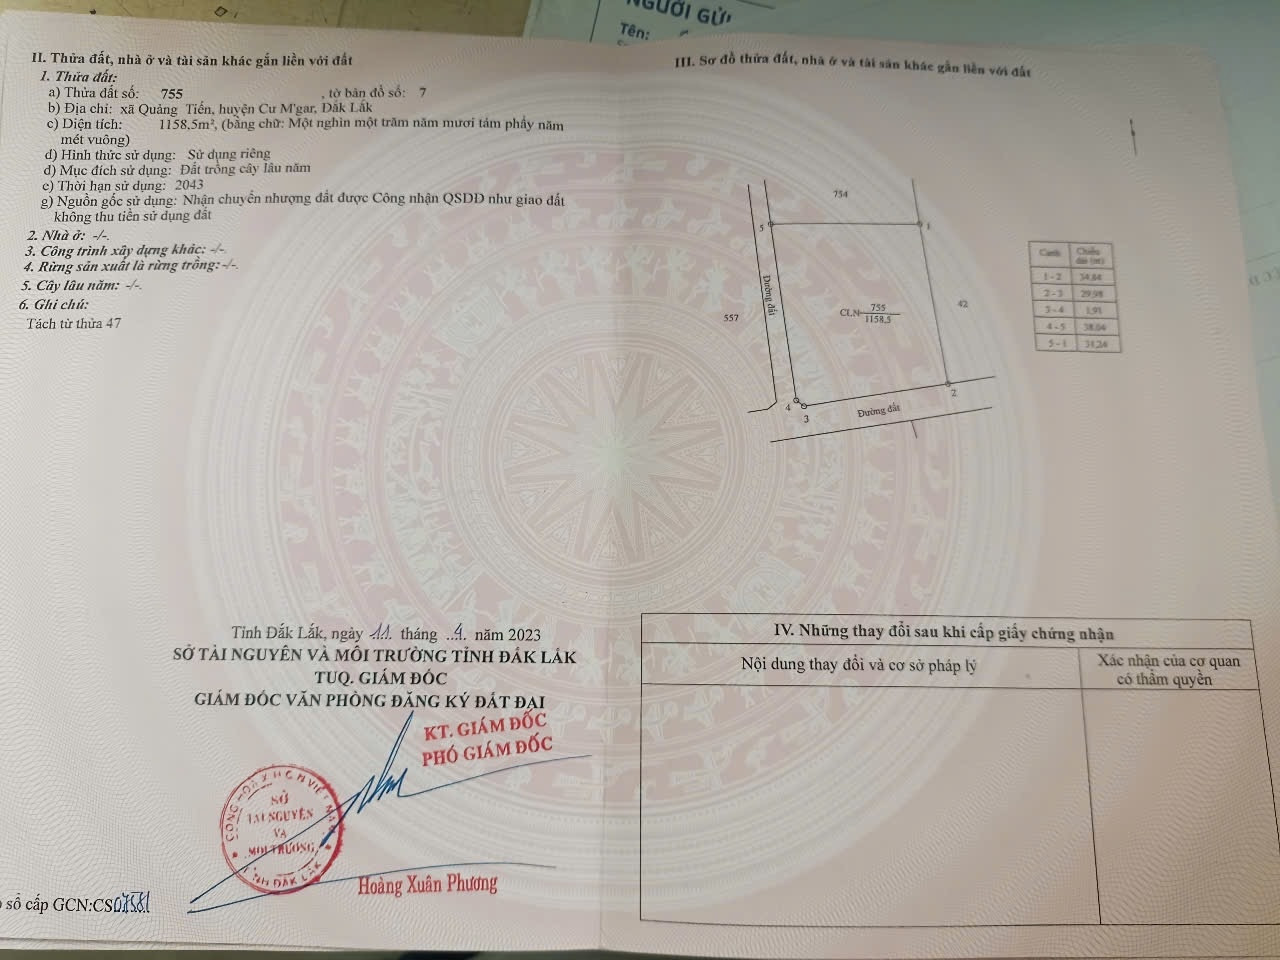 NGƯỜI GỬI
Tên:
II. Thửa đất, nhà ở và tài sản khác gắn liền với đất
1. Thửa đất:
a) Thửa đất số: 755 , tờ bản đồ số: 7
b) Địa chỉ: xã Quảng Tiến, huyện Cư M'gar, Đắk Lắk
c) Diện tích: 1158,5m², (bằng chữ: Một nghìn một trăm năm mươi tám phẩy năm
mét vuông)
d) Hình thức sử dụng: Sử dụng riêng
đ) Mục đích sử dụng: Đất trồng cây lâu năm
e) Thời hạn sử dụng: 2043
g) Nguồn gốc sử dụng: Nhận chuyển nhượng đất được Công nhận QSDĐ như giao đất
không thu tiền sử dụng đất
2. Nhà ở: -/-.
3. Công trình xây dựng khác: -/-.
4. Rừng sản xuất là rừng trồng: -/-.
5. Cây lâu năm: -/-.
6. Ghi chú:
Tách từ thửa 47
Tỉnh Đắk Lắk, ngày 11 tháng 4 năm 2023
SỞ TÀI NGUYÊN VÀ MÔI TRƯỜNG TỈNH ĐẮK LẮK
TUQ. GIÁM ĐỐC
GIÁM ĐỐC VĂN PHÒNG ĐĂNG KÝ ĐẤT ĐAI
KT. GIÁM ĐỐC
PHÓ GIÁM ĐỐC
SỞ
TÀI NGUYÊN
VÀ
MÔI TRƯỜNG
TỈNH ĐẮK LẮK
Hoàng Xuân Phương
sổ cấp GCN:CS
III. Sơ đồ thửa đất, nhà ở và tài sản khác gắn liền với đất
754
5
1
Đường đất
557
CLN 755
1158,5
42
4
3
2
Đường đất
Cạnh Chiều
dài (m)
1-2 34,84
2-3 29,98
3-4 1,91
4-5 38,04
5-1 31,24
IV. Những thay đổi sau khi cấp giấy chứng nhận
Nội dung thay đổi và cơ sở pháp lý
Xác nhận của cơ quan
có thẩm quyền